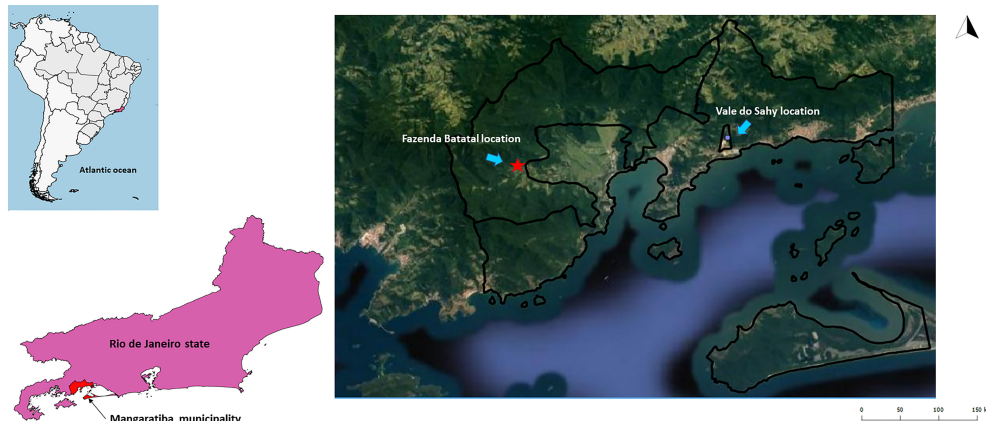 Atlantic ocean
Fazenda Batatal location
Vale do Sahy location
Rio de Janeiro state
Mangaratiba municipality
0 50 100 150 k